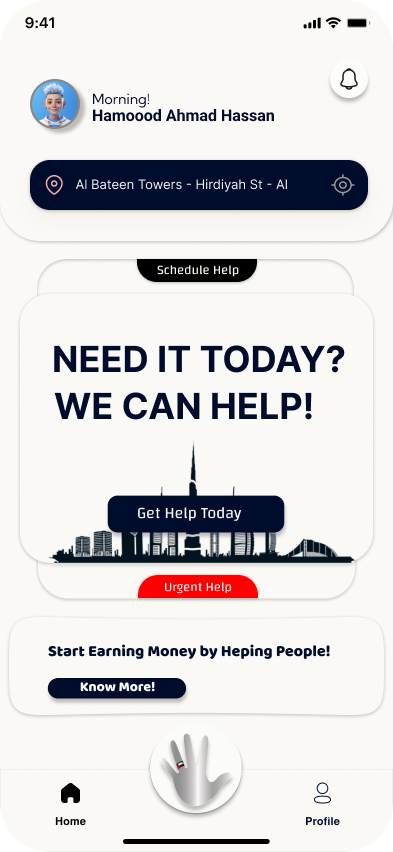 9:41
Morning!
Hamoood Ahmad Hassan
Al Bateen Towers - Hirdiyah St - Al
Schedule Help
NEED IT TODAY?
WE CAN HELP!
Get Help Today
Urgent Help
Start Earning Money by Heping People!
Know More!
Home
Profile